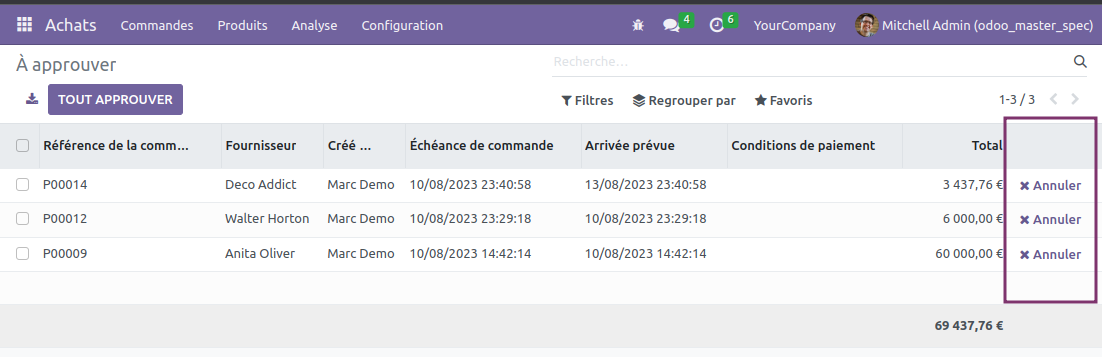 Achats Commandes Produits Analyse Configuration 4 6 YourCompany Mitchell Admin (odoo_master_spec)
À approuver Recherche...
TOUT APPROUVER Filtres Regrouper par Favoris 1-3 / 3
Référence de la comm... Fournisseur Créé ... Échéance de commande Arrivée prévue Conditions de paiement Total
P00014 Deco Addict Marc Demo 10/08/2023 23:40:58 13/08/2023 23:40:58 3 437,76 € Annuler
P00012 Walter Horton Marc Demo 10/08/2023 23:29:18 10/08/2023 23:29:18 6 000,00 € Annuler
P00009 Anita Oliver Marc Demo 10/08/2023 14:42:14 10/08/2023 14:42:14 60 000,00 € Annuler
69 437,76 €